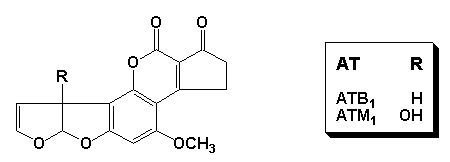 O O
O
R
O O OCH₃
AT R
ATB₁ H
ATM₁ OH